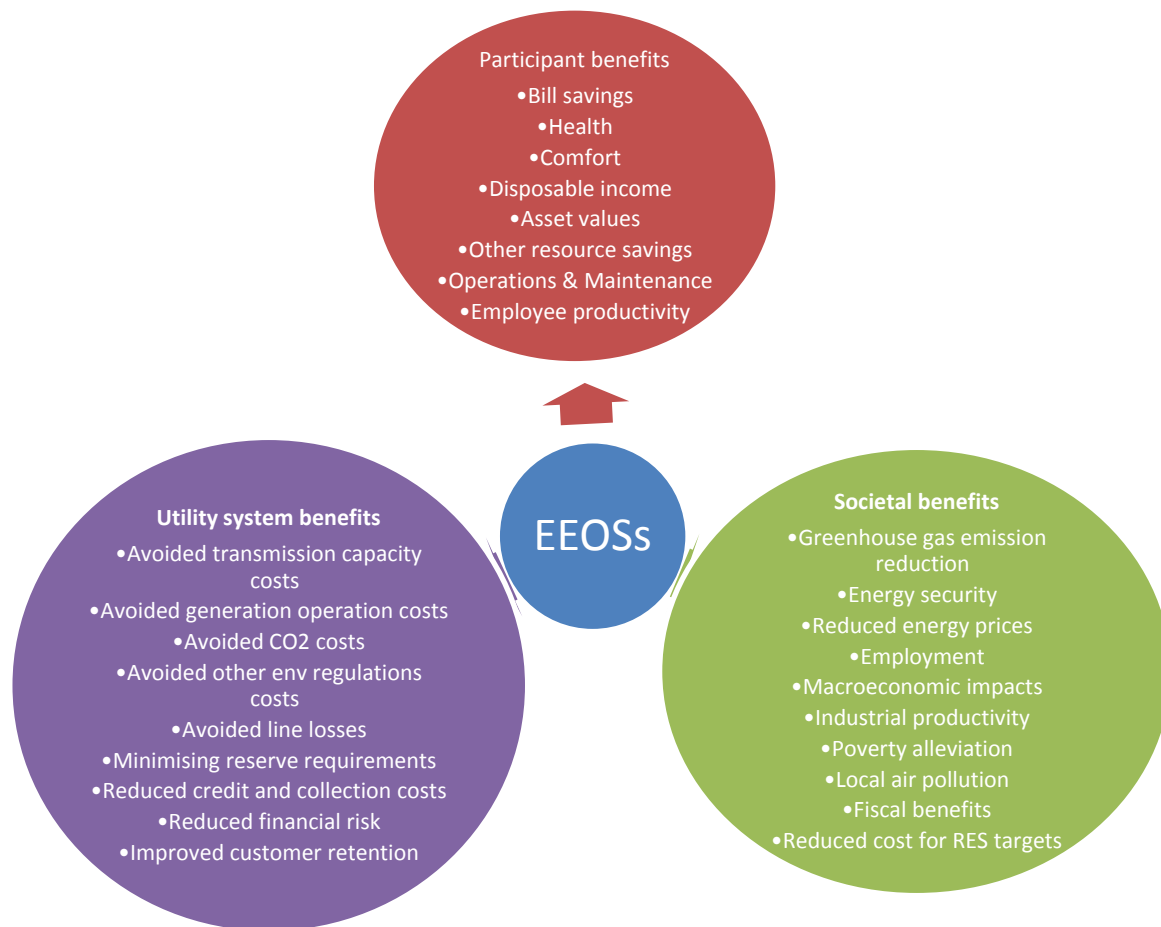 Participant benefits
•Bill savings
•Health
•Comfort
•Disposable income
•Asset values
•Other resource savings
•Operations & Maintenance
•Employee productivity
EEOSs
Utility system benefits
•Avoided transmission capacity
costs
•Avoided generation operation costs
•Avoided CO2 costs
•Avoided other env regulations
costs
•Avoided line losses
•Minimising reserve requirements
•Reduced credit and collection costs
•Reduced financial risk
•Improved customer retention
Societal benefits
•Greenhouse gas emission
reduction
•Energy security
•Reduced energy prices
•Employment
•Macroeconomic impacts
•Industrial productivity
•Poverty alleviation
•Local air pollution
•Fiscal benefits
•Reduced cost for RES targets